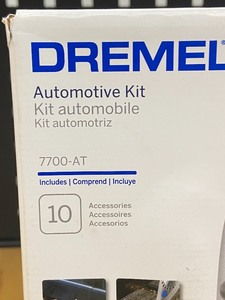 DREMEL
Automotive Kit
Kit automobile
Kit automotriz
7700-AT
Includes | Comprend | Incluye
10
Accessories
Accessoires
Accesorios